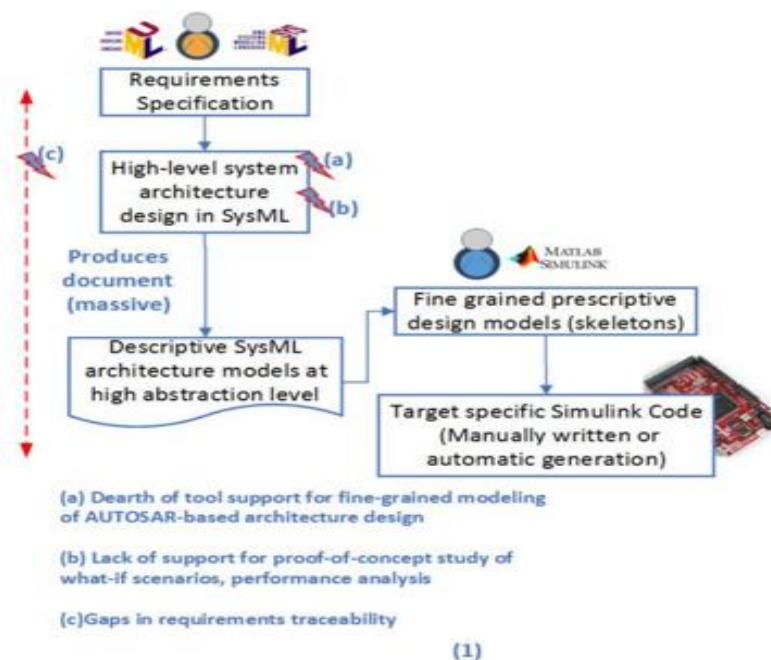 UML
SysML
Requirements
Specification
(c)
High-level system
architecture
design in SysML
(a)
(b)
Produces
document
(massive)
MATLAB
SIMULINK
Fine grained prescriptive
design models (skeletons)
Descriptive SysML
architecture models at
high abstraction level
Target specific Simulink Code
(Manually written or
automatic generation)
(a) Dearth of tool support for fine-grained modeling
of AUTOSAR-based architecture design
(b) Lack of support for proof-of-concept study of
what-if scenarios, performance analysis
(c)Gaps in requirements traceability
(1)